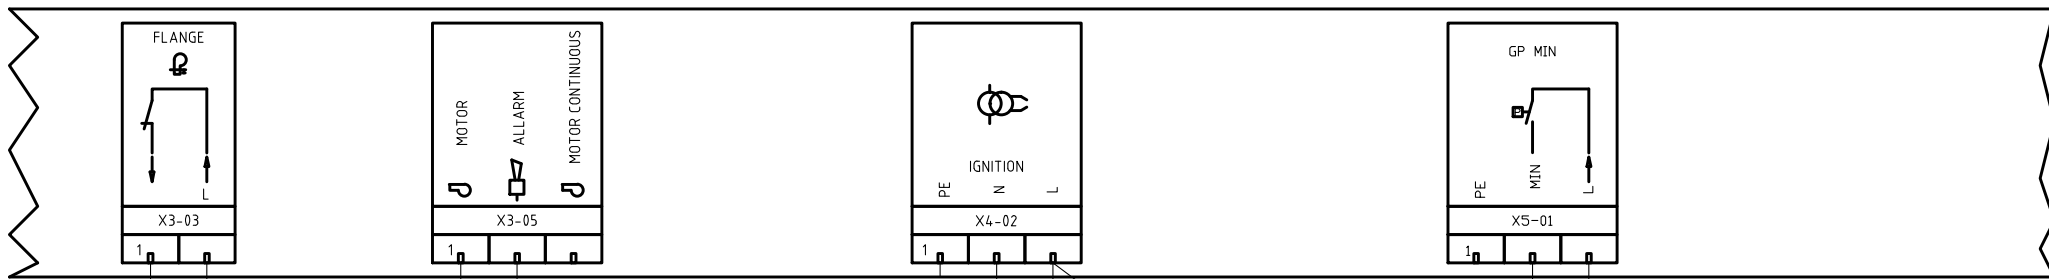 FLANGE
L
X3-03
1
MOTOR
ALLARM
MOTOR CONTINUOUS
X3-05
1
IGNITION
PE
N
L
X4-02
1
GP MIN
P
PE
MIN
L
X5-01
1